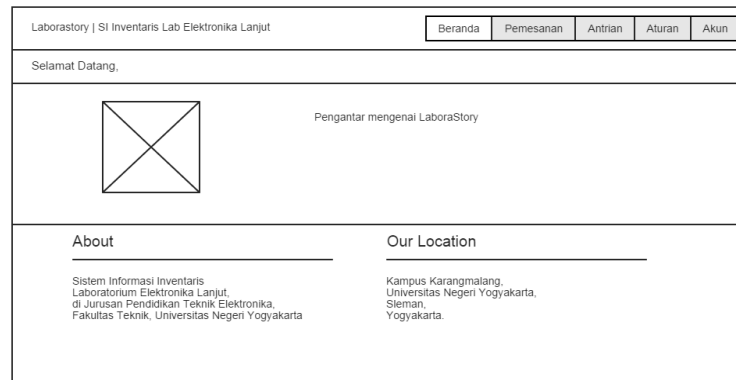 Laborastory | SI Inventaris Lab Elektronika Lanjut
Beranda Pemesanan Antrian Aturan Akun
Selamat Datang,
Pengantar mengenai LaboraStory
About
Sistem Informasi Inventaris
Laboratorium Elektronika Lanjut,
di Jurusan Pendidikan Teknik Elektronika,
Fakultas Teknik, Universitas Negeri Yogyakarta
Our Location
Kampus Karangmalang,
Universitas Negeri Yogyakarta,
Sleman,
Yogyakarta.